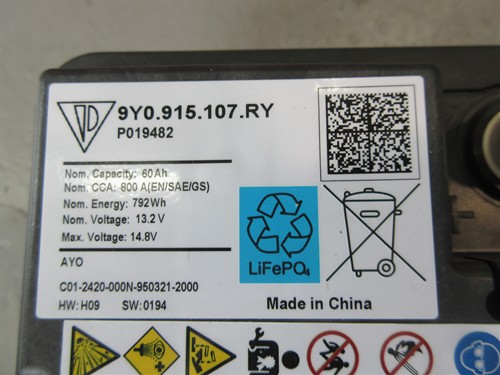 9Y0.915.107.RY
P019482
Nom. Capacity: 60Ah
Nom. CCA: 800 A(EN/SAE/GS)
Nom. Energy: 792Wh
Nom. Voltage: 13.2 V
Max. Voltage: 14.8V
AYO
C01-2420-000N-950321-2000
HW: H09 SW: 0194
LiFePO₄
Made in China